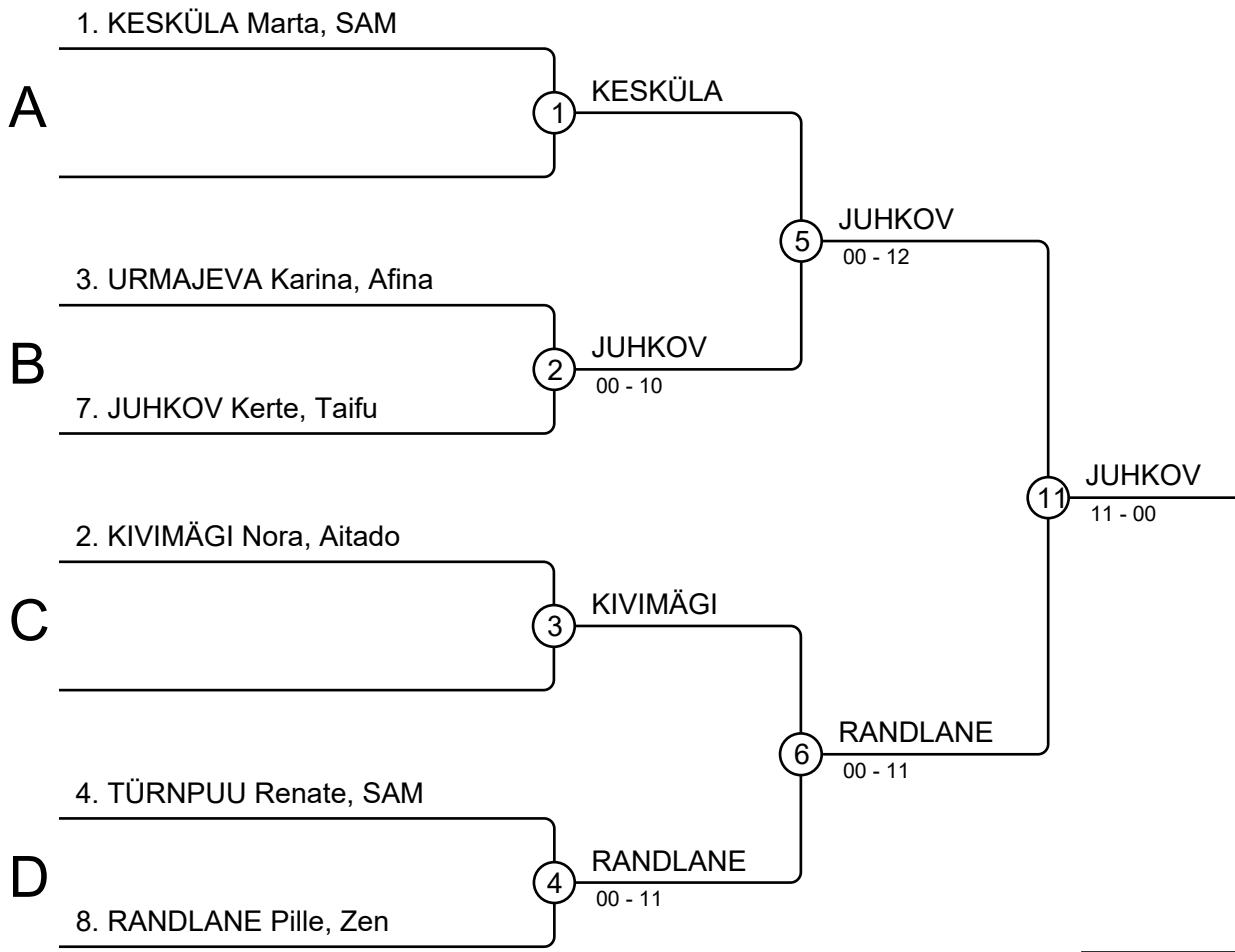 1. KESKÜLA Marta, SAM
A
1
KESKÜLA
5
JUHKOV
00 - 12
3. URMAJEVA Karina, Afina
B
2
JUHKOV
00 - 10
7. JUHKOV Kerte, Taifu
11
JUHKOV
11 - 00
2. KIVIMÄGI Nora, Aitado
C
3
KIVIMÄGI
6
RANDLANE
00 - 11
4. TÜRNPUU Renate, SAM
D
4
RANDLANE
00 - 11
8. RANDLANE Pille, Zen